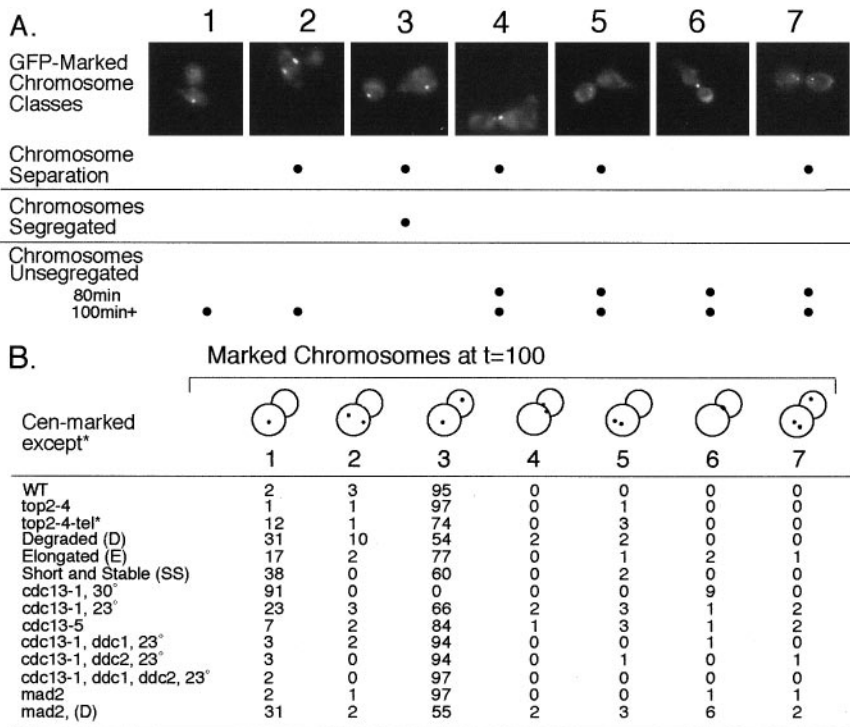 A.
1 2 3 4 5 6 7
GFP-Marked
Chromosome
Classes
Chromosome
Separation
Chromosomes
Segregated
Chromosomes
Unsegregated
80min
100min+
B.
Marked Chromosomes at t=100
Cen-marked
except*
1 2 3 4 5 6 7
WT 2 3 95 0 0 0 0
top2-4 1 1 97 0 1 0 0
top2-4-tel* 12 1 74 0 3 0 0
Degraded (D) 31 10 54 2 2 0 0
Elongated (E) 17 2 77 0 1 2 1
Short and Stable (SS) 38 0 60 0 2 0 0
cdc13-1, 30° 91 0 0 0 0 9 0
cdc13-1, 23° 23 3 66 2 3 1 2
cdc13-5 7 2 84 1 3 1 2
cdc13-1, ddc1, 23° 3 2 94 0 0 1 0
cdc13-1, ddc2, 23° 3 0 94 0 1 0 1
cdc13-1, ddc1, ddc2, 23° 2 0 97 0 0 0 0
mad2 2 1 97 0 0 1 1
mad2, (D) 31 2 55 2 3 6 2